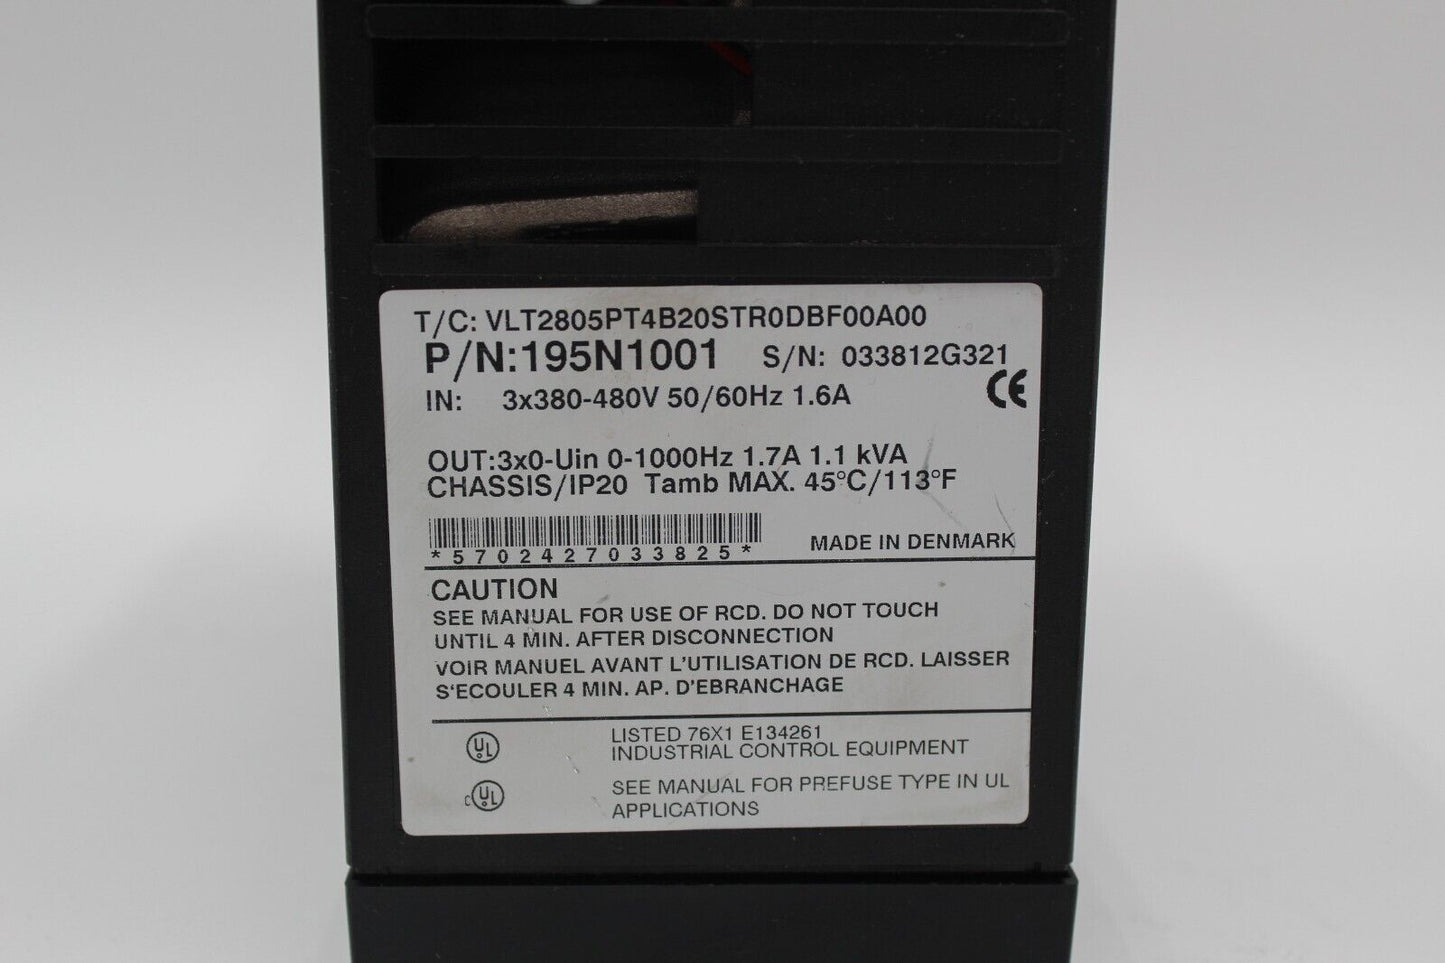 T/C: VLT2805PT4B20STR0DBF00A00
P/N:195N1001 S/N: 033812G321
IN: 3x380-480V 50/60Hz 1.6A CE
OUT:3x0-Uin 0-1000Hz 1.7A 1.1 kVA
CHASSIS/IP20 Tamb MAX. 45°C/113°F
*5702427033825* MADE IN DENMARK
CAUTION
SEE MANUAL FOR USE OF RCD. DO NOT TOUCH
UNTIL 4 MIN. AFTER DISCONNECTION
VOIR MANUEL AVANT L'UTILISATION DE RCD. LAISSER
S'ECOULER 4 MIN. AP. D'EBRANCHAGE
UL LISTED 76X1 E134261
INDUSTRIAL CONTROL EQUIPMENT
c UL SEE MANUAL FOR PREFUSE TYPE IN UL
APPLICATIONS